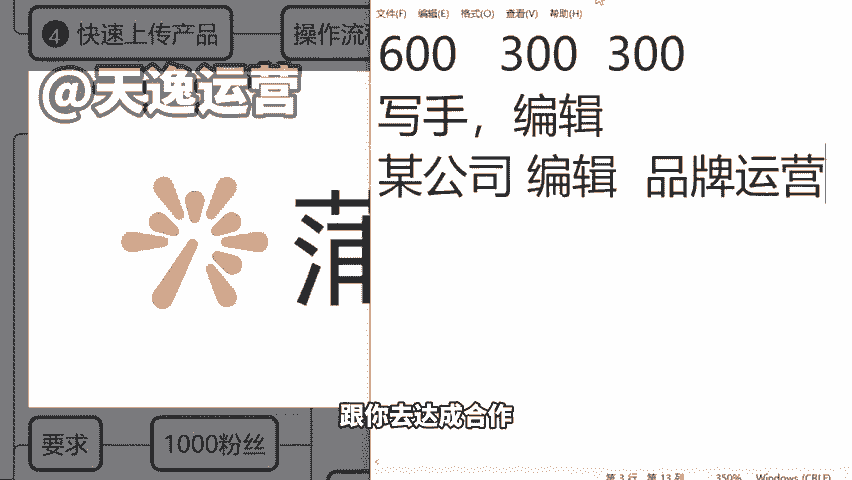 4 快速上传产品
操作流
@天逸运营
蒲
要求
1000粉丝
文件(F) 编辑(E) 格式(O) 查看(V) 帮助(H)
600 300 300
写手，编辑
某公司 编辑 品牌运营
跟你去达成合作
第 3 行，第 13 列 350% Windows (CRLF)